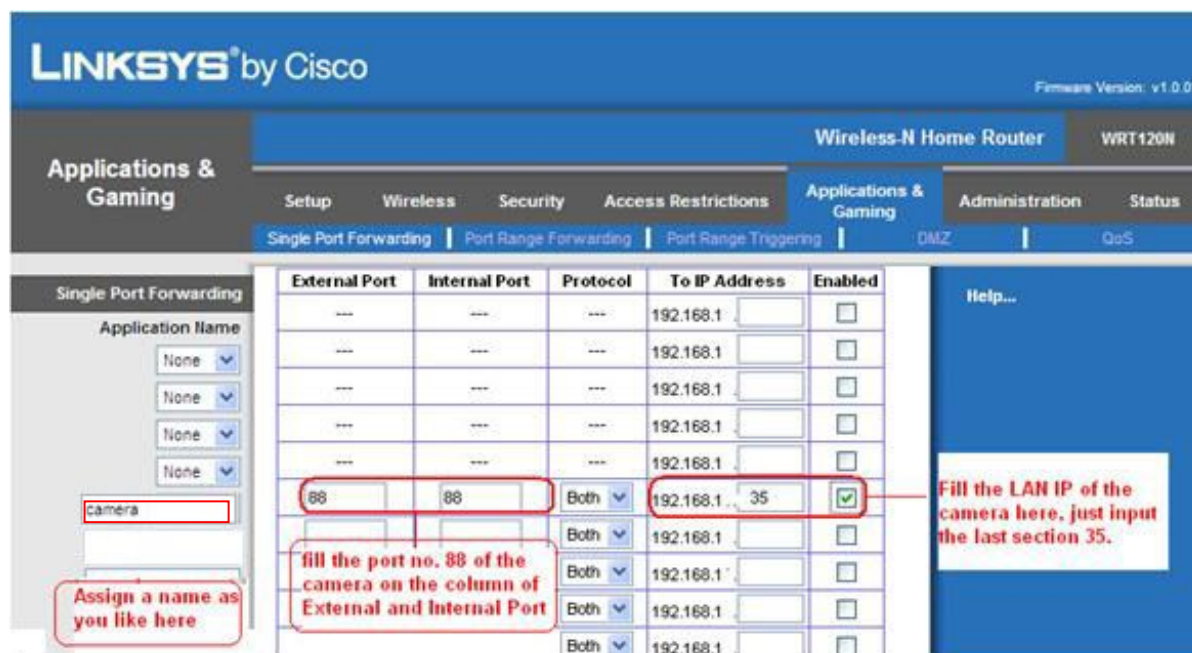 LINKSYS® by Cisco
Firmware Version: v1.0.0
Applications &
Gaming
Wireless-N Home Router WRT120N
Setup Wireless Security Access Restrictions Applications & Gaming Administration Status
Single Port Forwarding Port Range Forwarding Port Range Triggering DMZ QoS
Single Port Forwarding
Application Name
External Port Internal Port Protocol To IP Address Enabled
Help...
--- --- --- 192.168.1 .
None --- --- --- 192.168.1 .
None --- --- --- 192.168.1 .
None --- --- --- 192.168.1 .
None --- --- --- 192.168.1 .
camera 88 88 Both 192.168.1 . 35
Both 192.168.1 .
Both 192.168.1 .
Both 192.168.1 .
Both 192.168.1 .
Assign a name as
you like here
fill the port no. 88 of the
camera on the column of
External and Internal Port
Fill the LAN IP of the
camera here, just input
the last section 35.